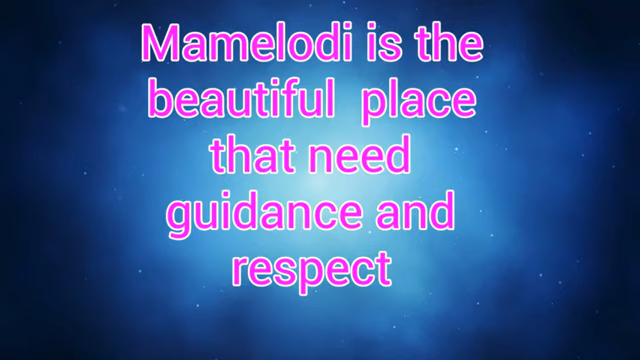 Mamelodi is the
beautiful  place
that need
guidance and
respect